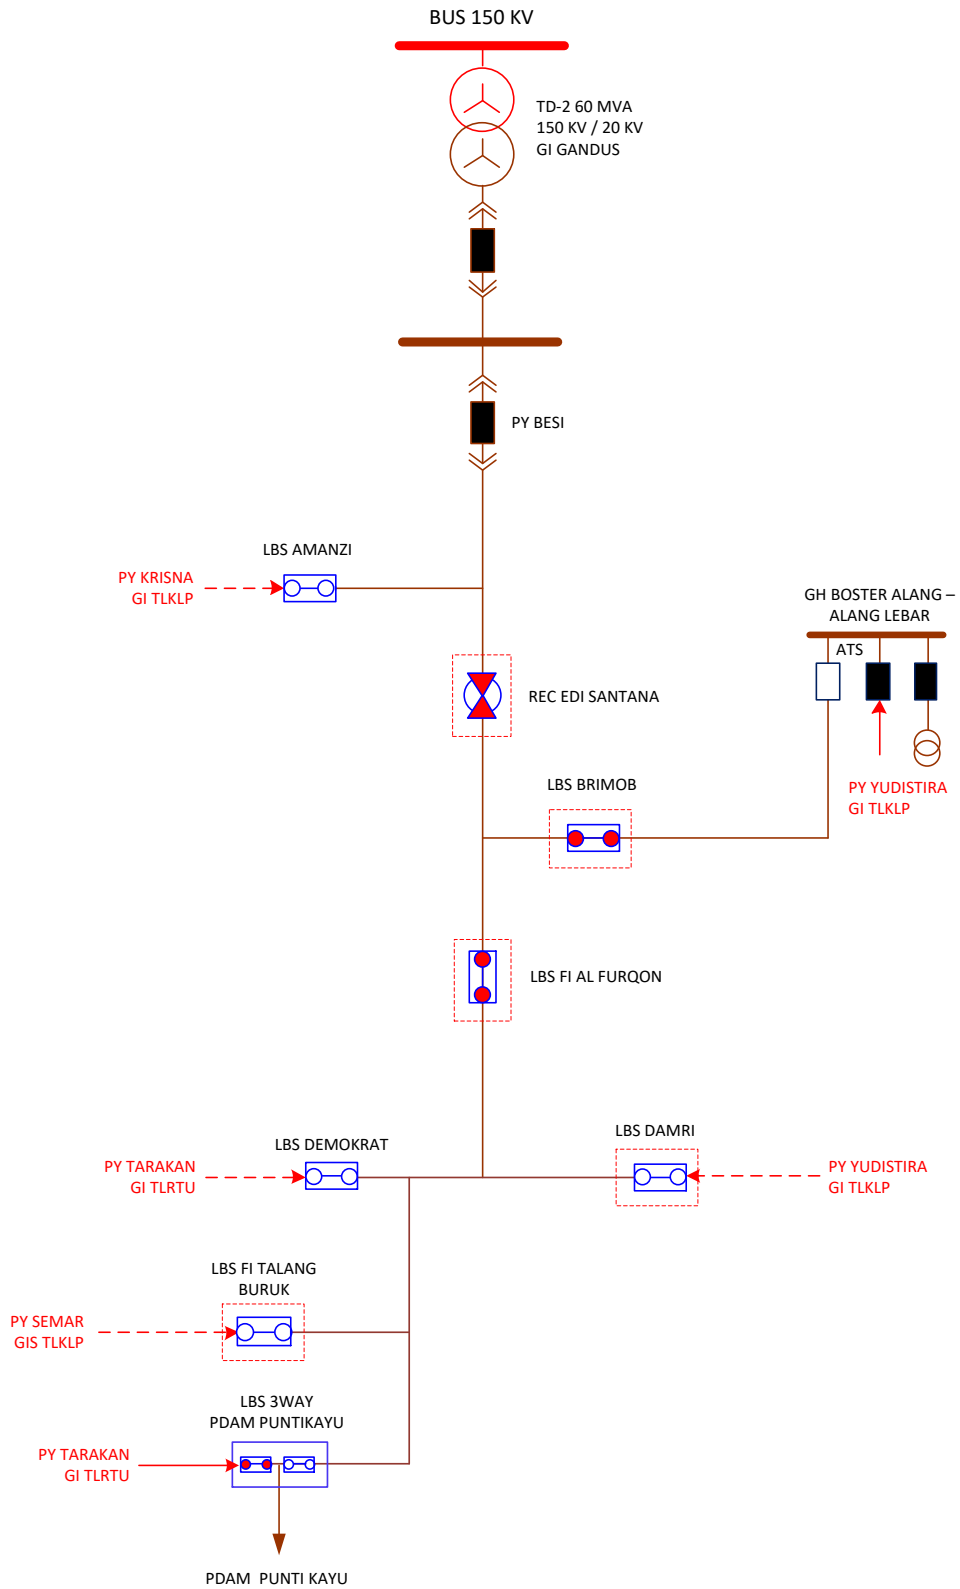 BUS 150 KV
TD-2 60 MVA
150 KV / 20 KV
GI GANDUS
PY BESI
LBS AMANZI
PY KRISNA
GI TLKLP
GH BOSTER ALANG –
ALANG LEBAR
ATS
REC EDI SANTANA
LBS BRIMOB
PY YUDISTIRA
GI TLKLP
LBS FI AL FURQON
LBS DEMOKRAT
LBS DAMRI
PY TARAKAN
GI TLRTU
PY YUDISTIRA
GI TLKLP
LBS FI TALANG
BURUK
PY SEMAR
GIS TLKLP
LBS 3WAY
PDAM PUNTIKAYU
PY TARAKAN
GI TLRTU
PDAM PUNTI KAYU